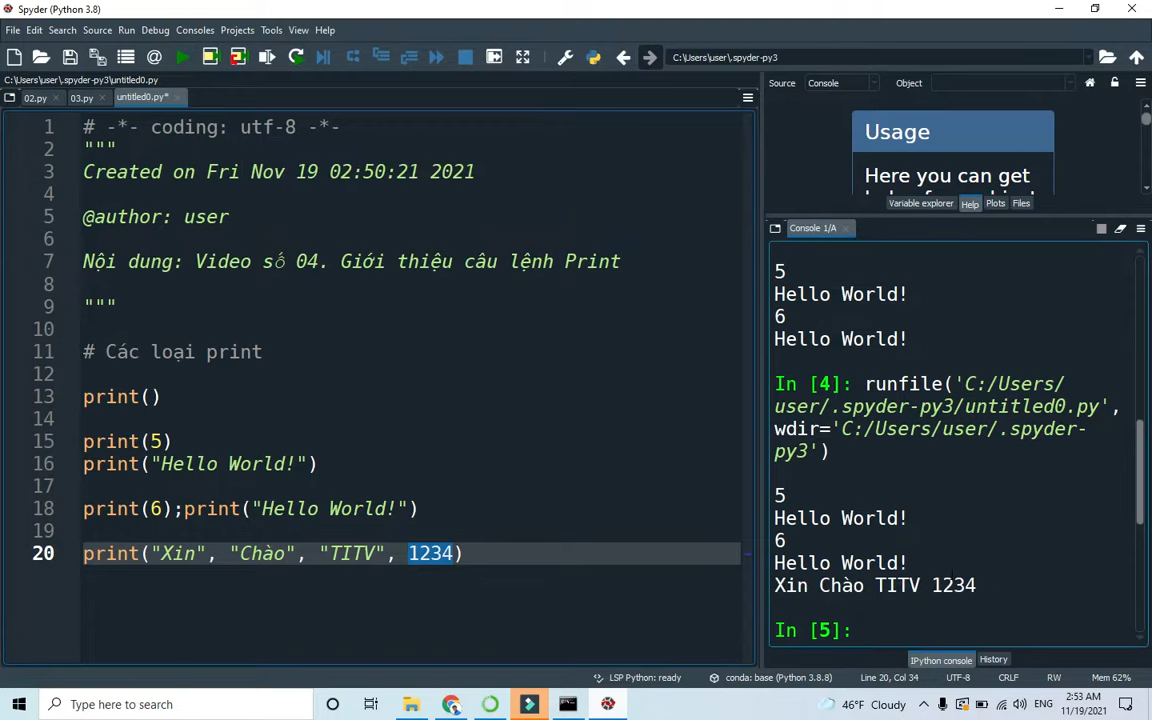 Spyder (Python 3.8)
File Edit Search Source Run Debug Consoles Projects Tools View Help
C:\Users\user\.spyder-py3
C:\Users\user\.spyder-py3\untitled0.py
02.py 03.py untitled0.py*
1 # -*- coding: utf-8 -*-
2 """
3 Created on Fri Nov 19 02:50:21 2021
4
5 @author: user
6
7 Nội dung: Video số 04. Giới thiệu câu lệnh Print
8
9 """
10
11 # Các loại print
12
13 print()
14
15 print(5)
16 print("Hello World!")
17
18 print(6);print("Hello World!")
19
20 print("Xin", "Chào", "TITV", 1234)
Source Console Object
Usage
Here you can get
Variable explorer Help Plots Files
Console 1/A
5
Hello World!
6
Hello World!
In [4]: runfile('C:/Users/
user/.spyder-py3/untitled0.py',
wdir='C:/Users/user/.spyder-
py3')
5
Hello World!
6
Hello World!
Xin Chào TITV 1234
In [5]:
IPython console History
LSP Python: ready conda: base (Python 3.8.8) Line 20, Col 34 UTF-8 CRLF RW Mem 62%
Type here to search
46°F Cloudy ENG
2:53 AM
11/19/2021